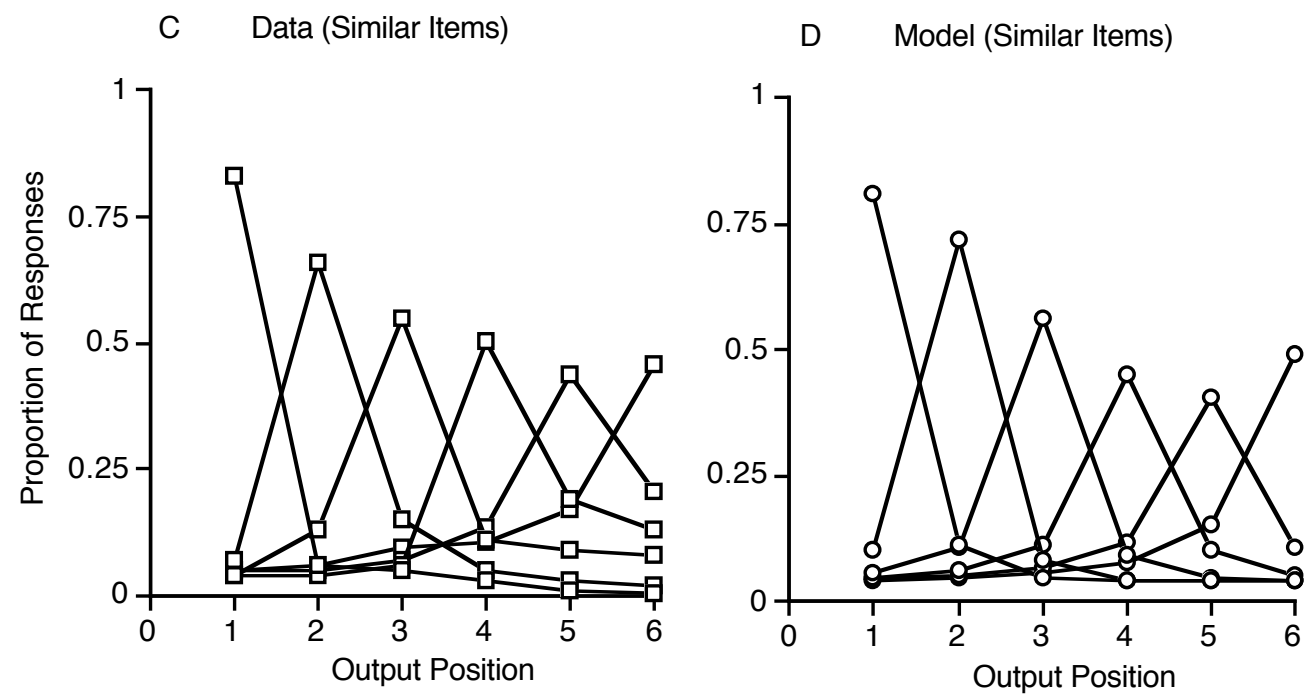 C Data (Similar Items)
1
0.75
0.5
0.25
0
0 1 2 3 4 5 6
Output Position
Proportion of Responses
D Model (Similar Items)
1
0.75
0.5
0.25
0
0 1 2 3 4 5 6
Output Position